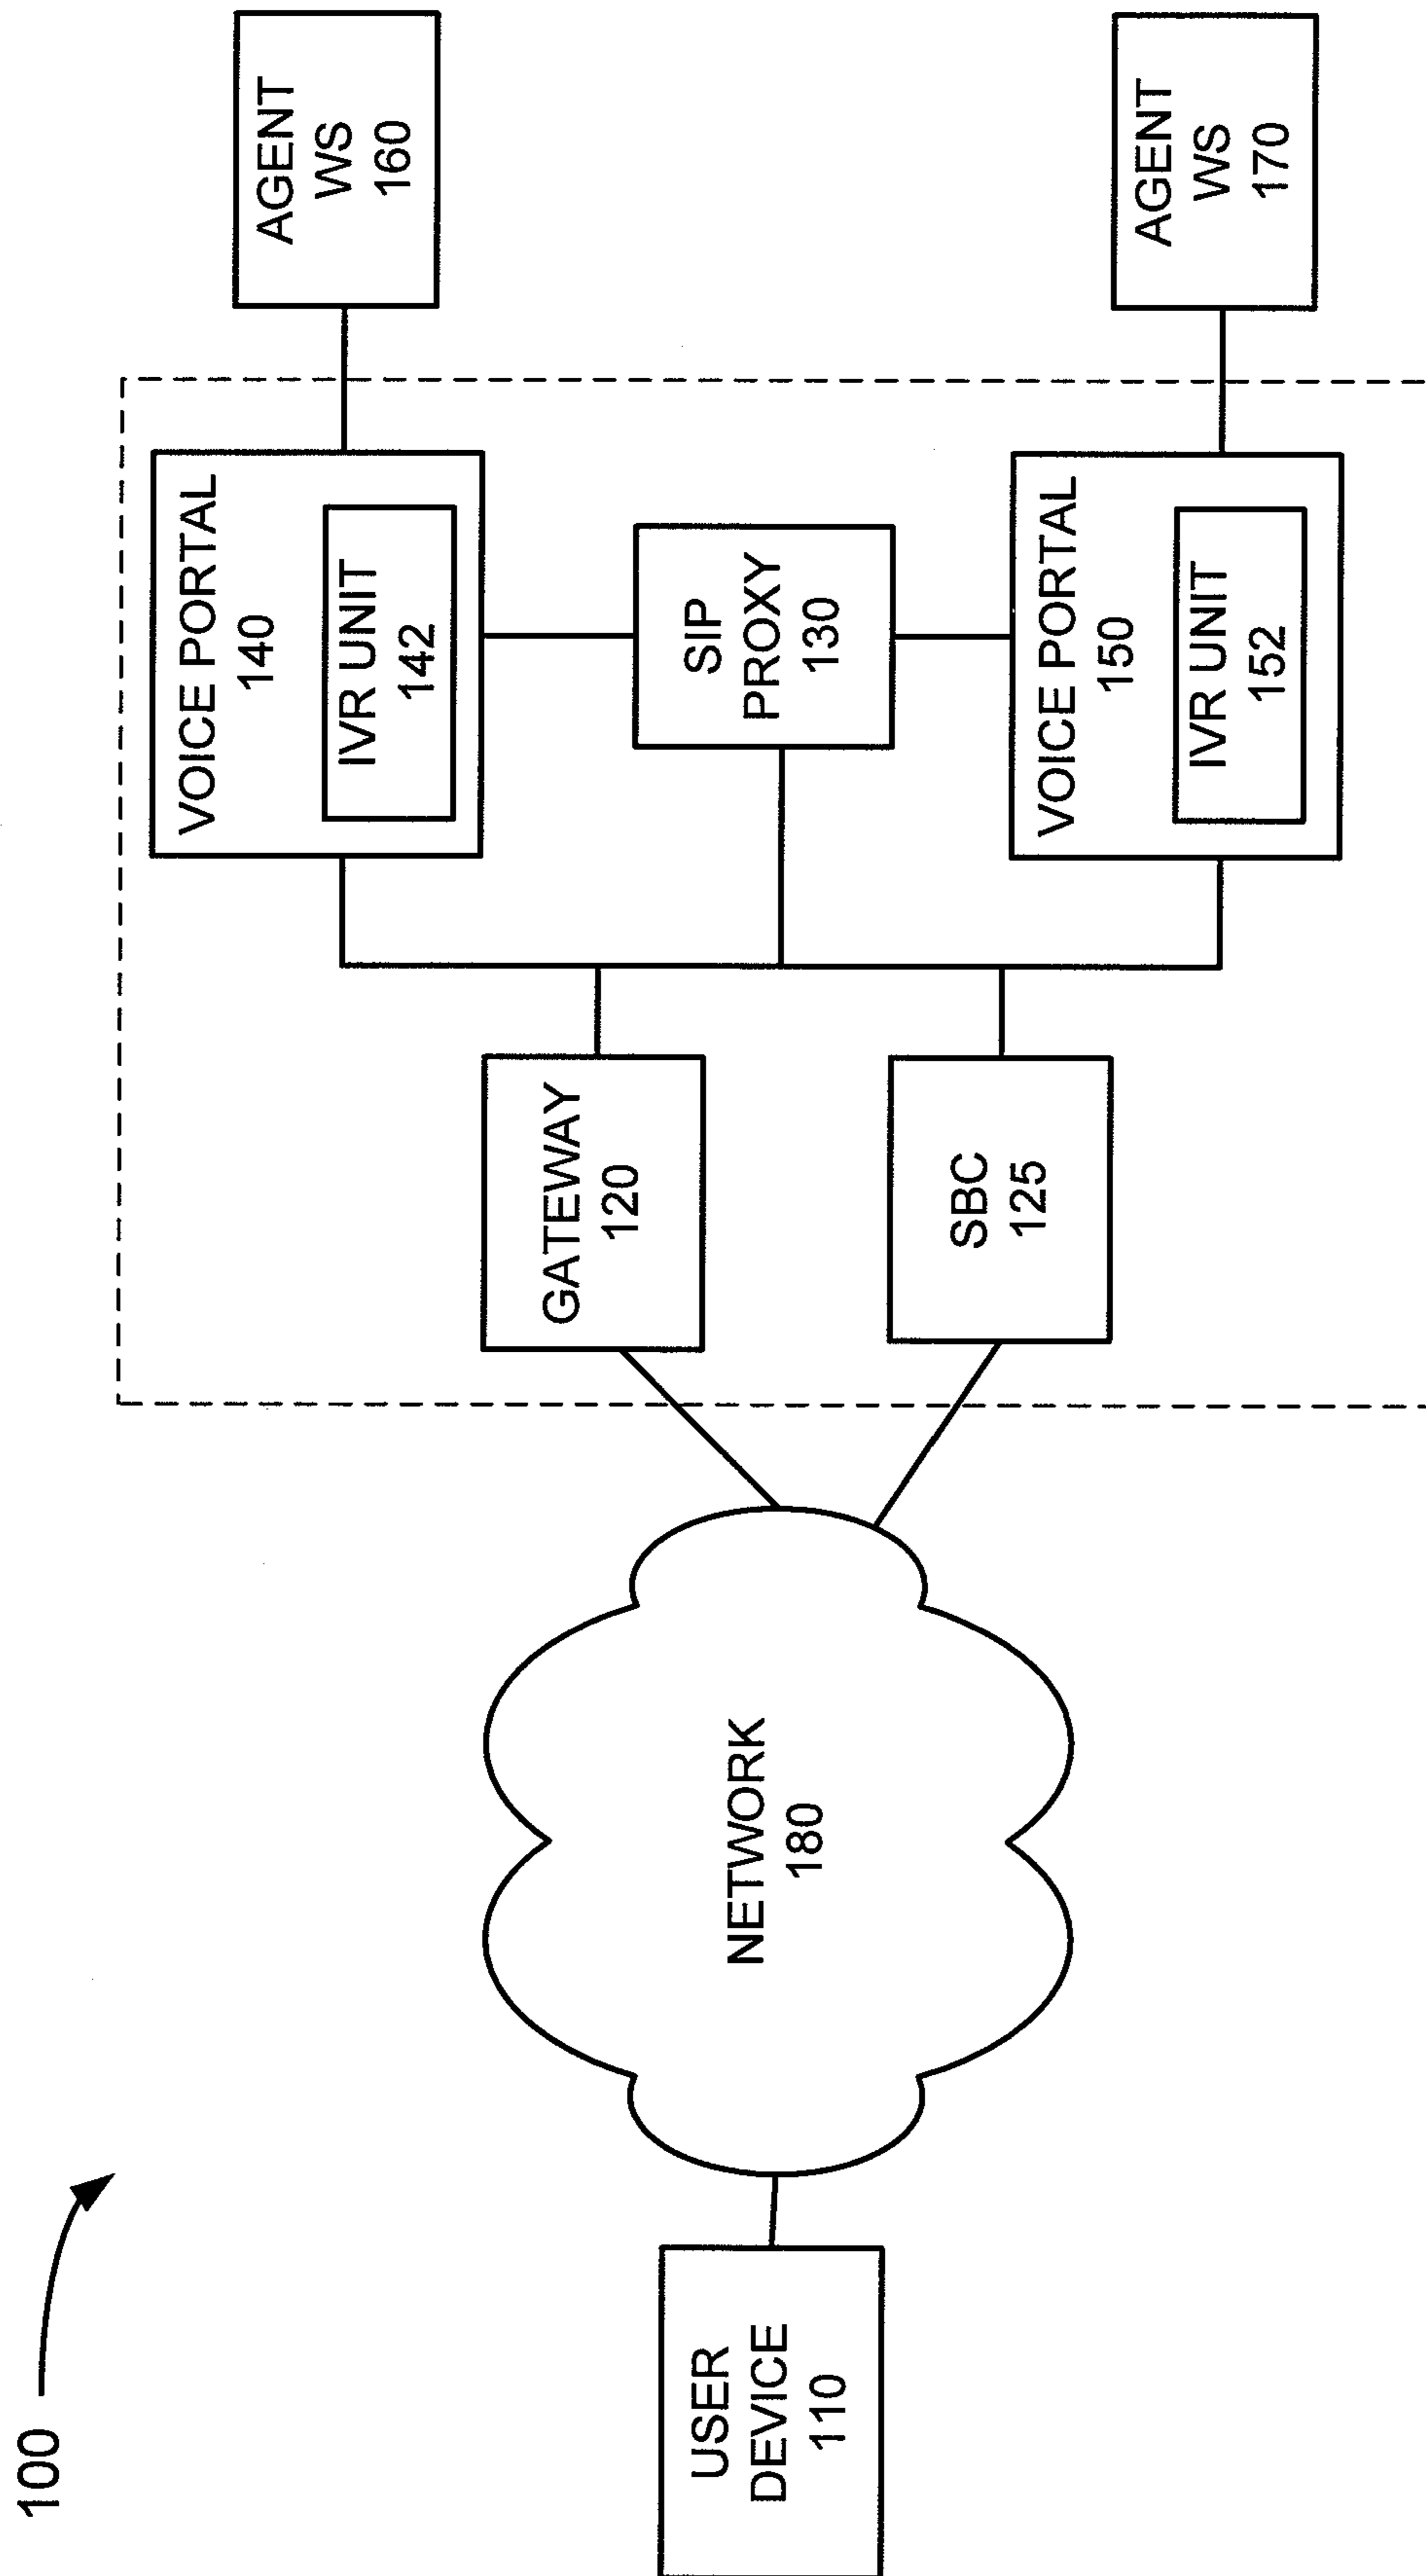 100
USER
DEVICE
110
NETWORK
180
GATEWAY
120
SBC
125
VOICE PORTAL
140
IVR UNIT
142
SIP
PROXY
130
VOICE PORTAL
150
IVR UNIT
152
AGENT
WS
160
AGENT
WS
170